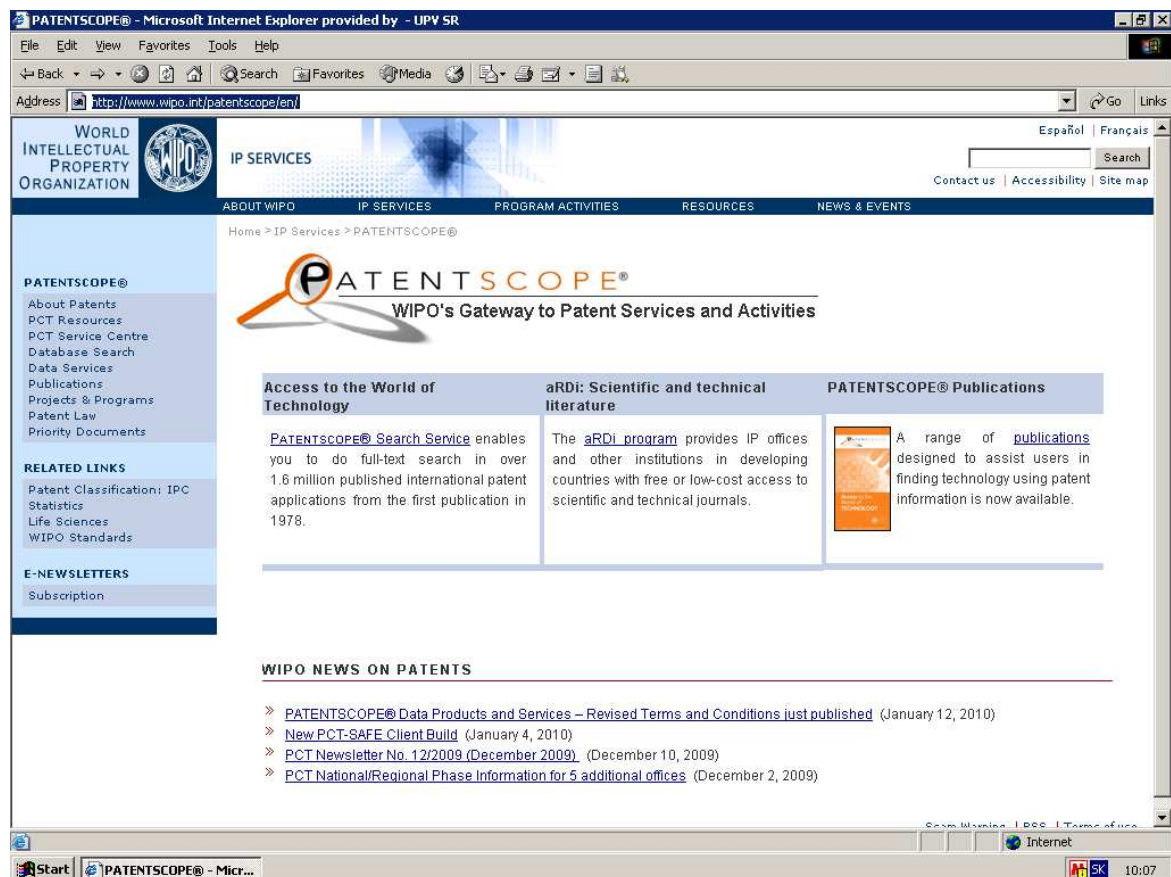 PATENTSCOPE® - Microsoft Internet Explorer provided by - UPV SR
File Edit View Favorites Tools Help
Back Search Favorites Media
Address http://www.wipo.int/patentscope/en/ Go Links
WORLD
INTELLECTUAL
PROPERTY
ORGANIZATION
WIPO
IP SERVICES
Español | Français
Search
Contact us | Accessibility | Site map
ABOUT WIPO IP SERVICES PROGRAM ACTIVITIES RESOURCES NEWS & EVENTS
Home > IP Services > PATENTSCOPE®
PATENTSCOPE®
About Patents
PCT Resources
PCT Service Centre
Database Search
Data Services
Publications
Projects & Programs
Patent Law
Priority Documents
RELATED LINKS
Patent Classification: IPC
Statistics
Life Sciences
WIPO Standards
E-NEWSLETTERS
Subscription
PATENTSCOPE®
WIPO's Gateway to Patent Services and Activities
Access to the World of
Technology
PATENTSCOPE® Search Service enables
you to do full-text search in over
1.6 million published international patent
applications from the first publication in
1978.
aRDi: Scientific and technical
literature
The aRDi program provides IP offices
and other institutions in developing
countries with free or low-cost access to
scientific and technical journals.
PATENTSCOPE® Publications
A range of publications
designed to assist users in
finding technology using patent
information is now available.
WIPO NEWS ON PATENTS
» PATENTSCOPE® Data Products and Services – Revised Terms and Conditions just published (January 12, 2010)
» New PCT-SAFE Client Build (January 4, 2010)
» PCT Newsletter No. 12/2009 (December 2009) (December 10, 2009)
» PCT National/Regional Phase Information for 5 additional offices (December 2, 2009)
Scam Warning | RSS | Terms of use
Internet
Start PATENTSCOPE® - Micr... SK 10:07